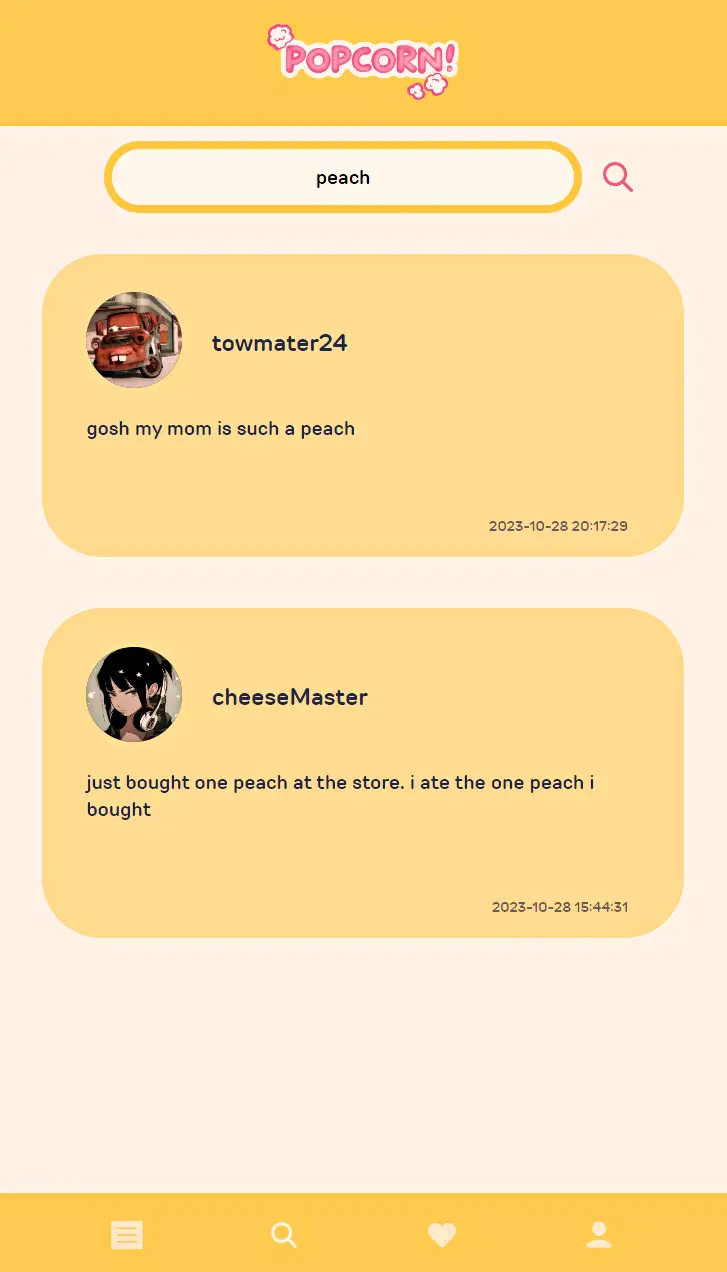 POPCORN!
peach
towmater24
gosh my mom is such a peach
2023-10-28 20:17:29
cheeseMaster
just bought one peach at the store. i ate the one peach i
bought
2023-10-28 15:44:31